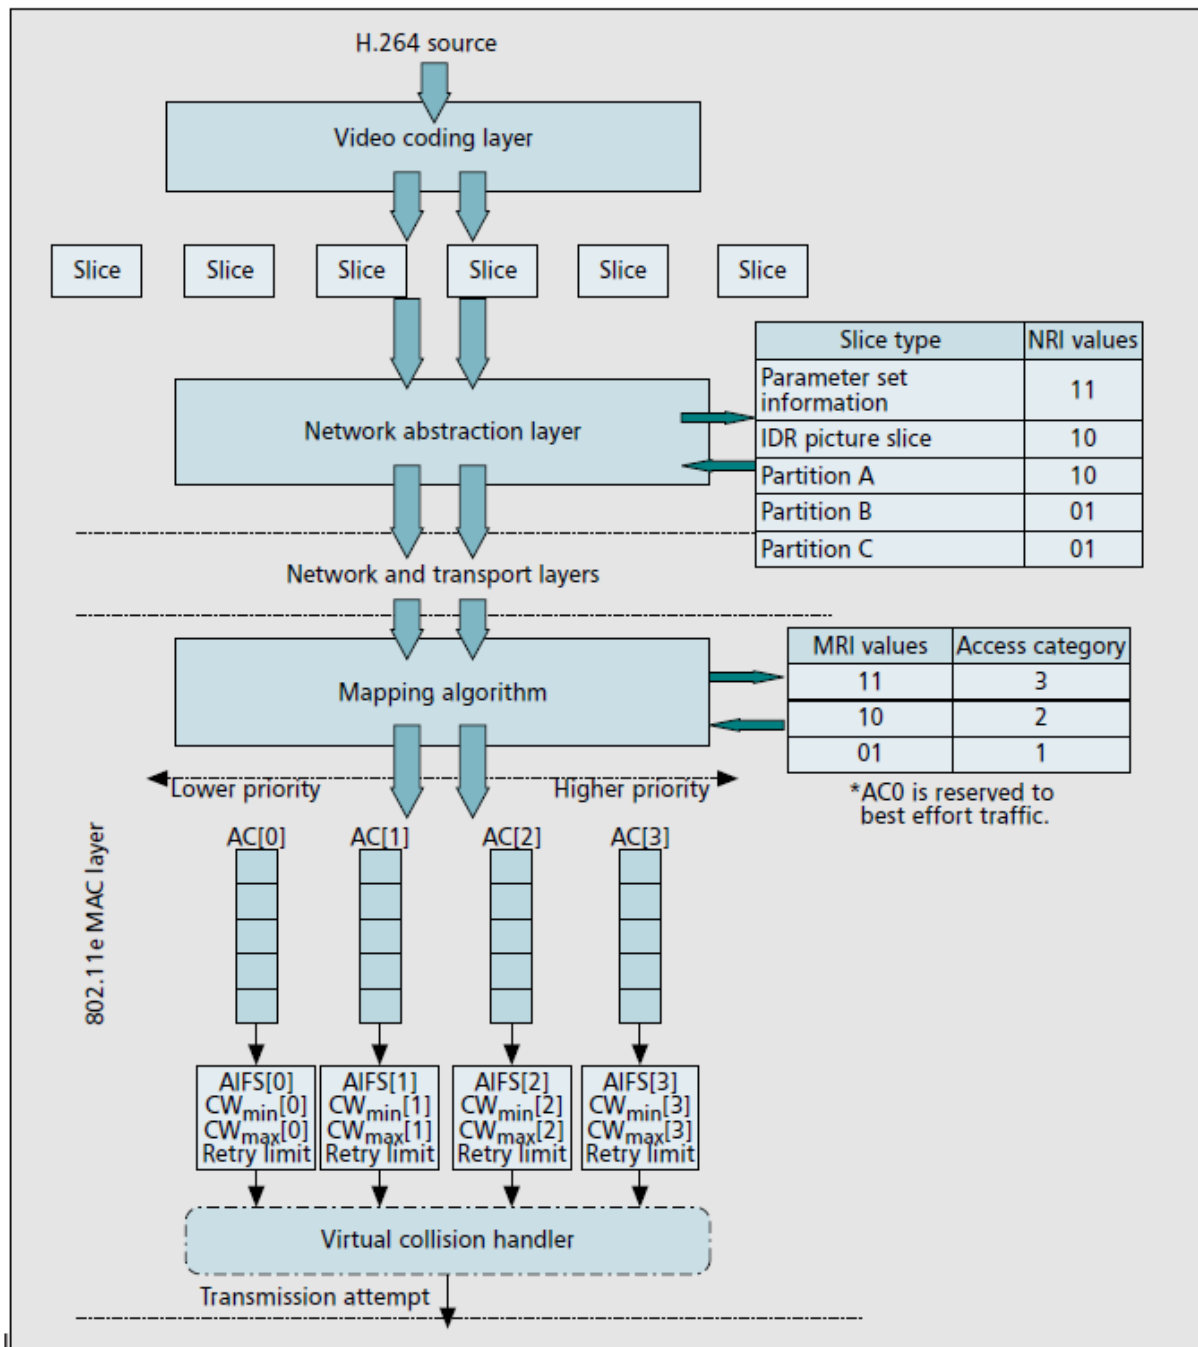 H.264 source
Video coding layer
Slice Slice Slice Slice Slice Slice
Slice type NRI values
Parameter set
information 11
IDR picture slice 10
Partition A 10
Partition B 01
Partition C 01
Network abstraction layer
Network and transport layers
Mapping algorithm
MRI values Access category
11 3
10 2
01 1
*AC0 is reserved to
best effort traffic.
Lower priority Higher priority
802.11e MAC layer
AC[0] AC[1] AC[2] AC[3]
AIFS[0] AIFS[1] AIFS[2] AIFS[3]
CWmin[0] CWmin[1] CWmin[2] CWmin[3]
CWmax[0] CWmax[1] CWmax[2] CWmax[3]
Retry limit Retry limit Retry limit Retry limit
Virtual collision handler
Transmission attempt